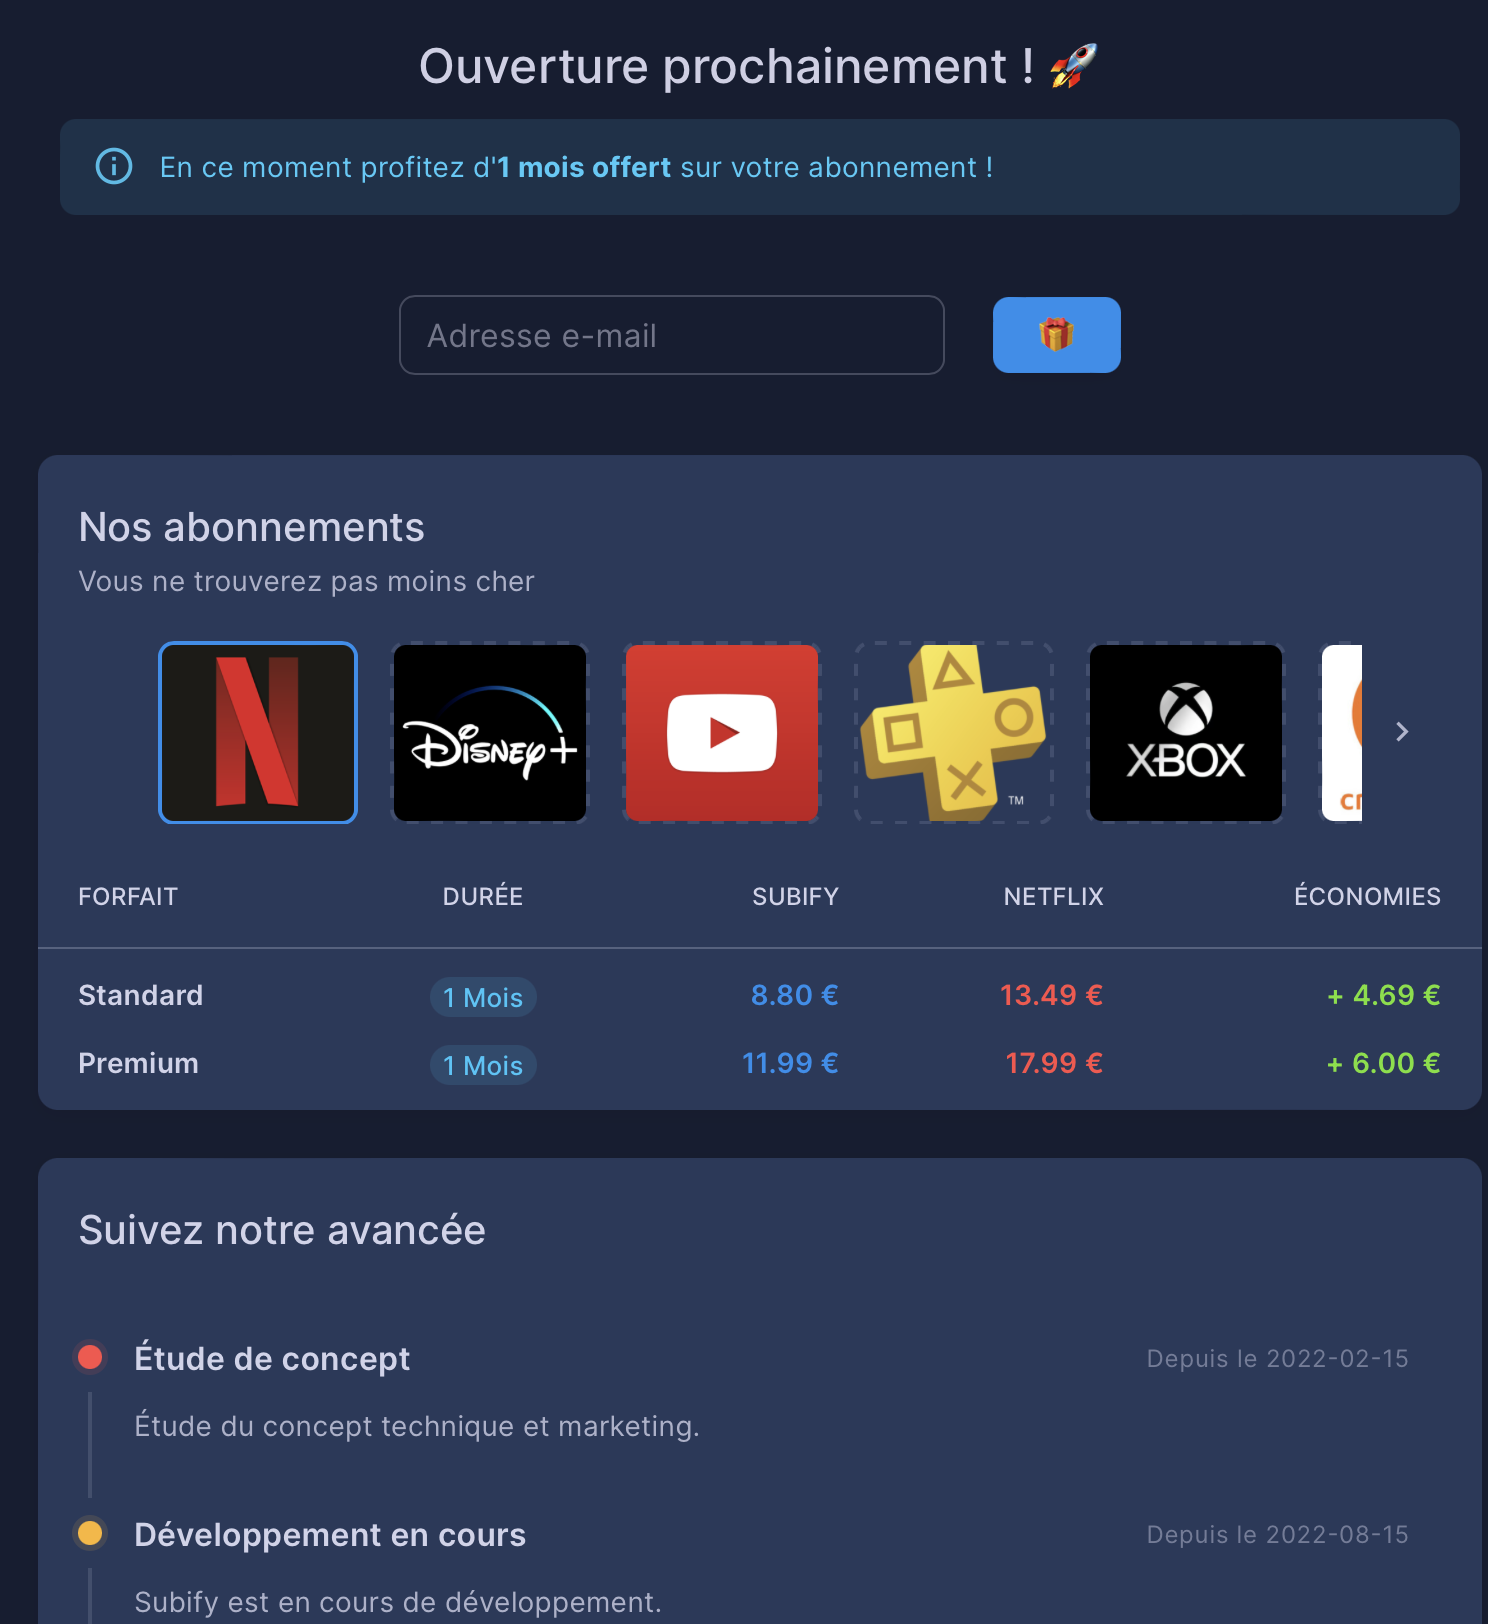 Ouverture prochainement ! 🚀
En ce moment profitez d'1 mois offert sur votre abonnement !
Adresse e-mail
Nos abonnements
Vous ne trouverez pas moins cher
Disney+
TM
XBOX
FORFAIT DURÉE SUBIFY NETFLIX ÉCONOMIES
Standard 1 Mois 8.80 € 13.49 € + 4.69 €
Premium 1 Mois 11.99 € 17.99 € + 6.00 €
Suivez notre avancée
Étude de concept Depuis le 2022-02-15
Étude du concept technique et marketing.
Développement en cours Depuis le 2022-08-15
Subify est en cours de développement.